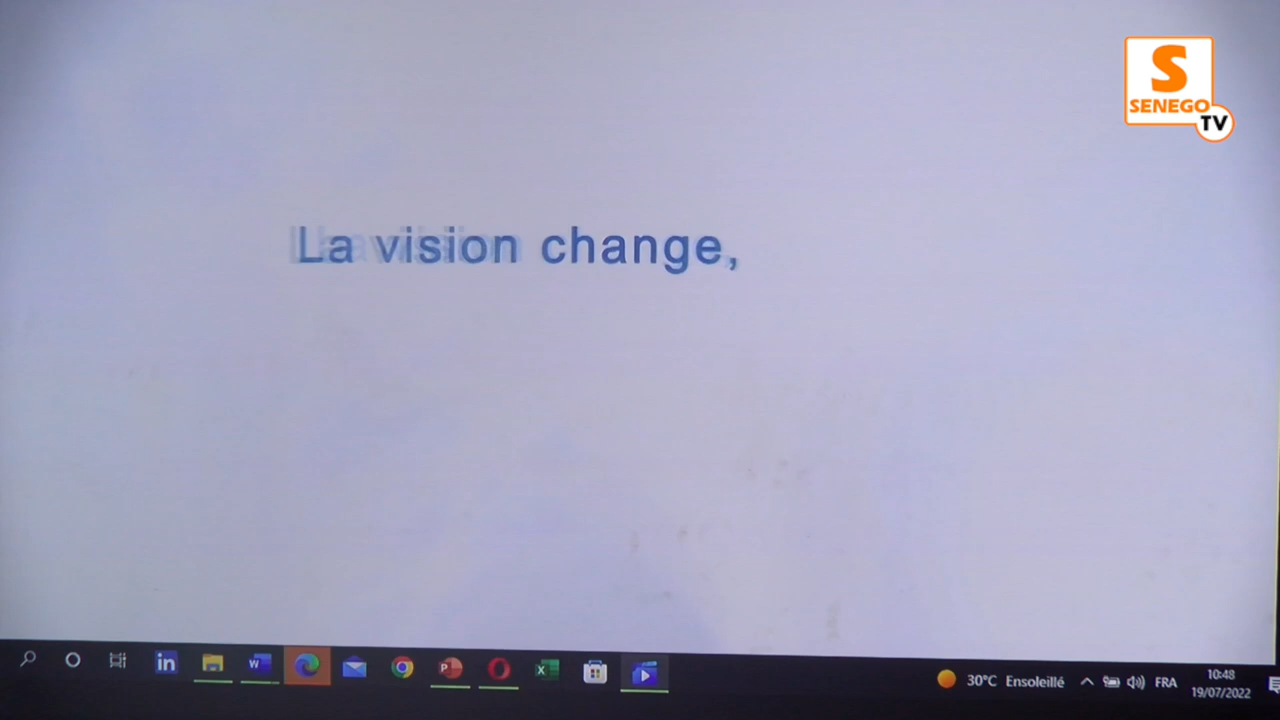 S
SENEGO
TV
La vision change,
30°C Ensoleillé
FRA
10:48
19/07/2022